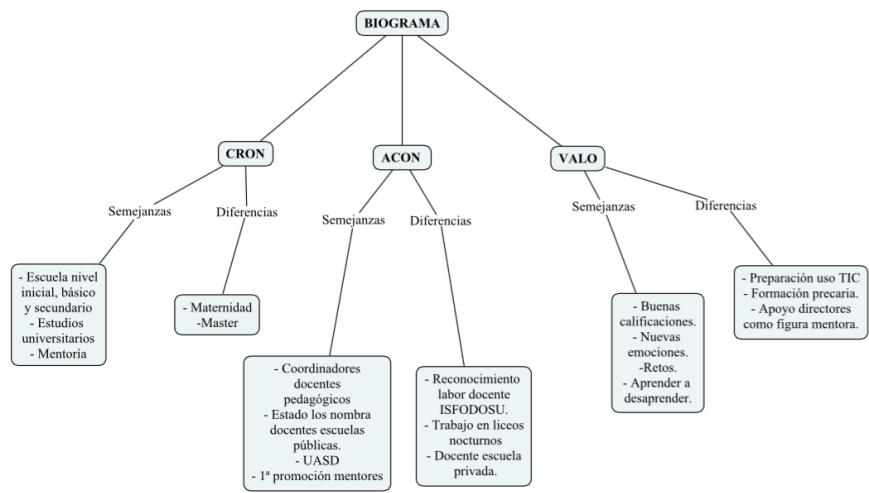 BIOGRAMA
CRON
ACON
VALO
Semejanzas
Diferencias
Semejanzas
Diferencias
Semejanzas
Diferencias
- Escuela nivel
inicial, básico
y secundario
- Estudios
universitarios
- Mentoría
- Maternidad
-Master
- Coordinadores
docentes
pedagógicos
- Estado los nombra
docentes escuelas
públicas.
- UASD
- 1ª promoción mentores
- Reconocimiento
labor docente
ISFODOSU.
- Trabajo en liceos
nocturnos
- Docente escuela
privada.
- Buenas
calificaciones.
- Nuevas
emociones.
-Retos.
- Aprender a
desaprender.
- Preparación uso TIC
- Formación precaria.
- Apoyo directores
como figura mentora.